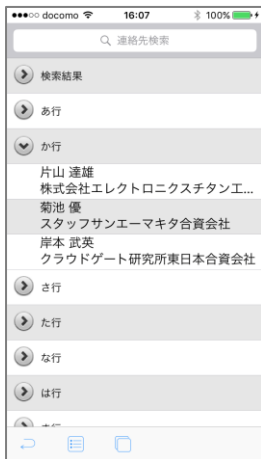 docomo 16:07 100%
連絡先検索
検索結果
あ行
か行
片山 達雄
株式会社エレクトロニクスチタン工...
菊池 優
スタッフサンエーマキタ合資会社
岸本 武英
クラウドゲート研究所東日本合資会社
さ行
た行
な行
は行